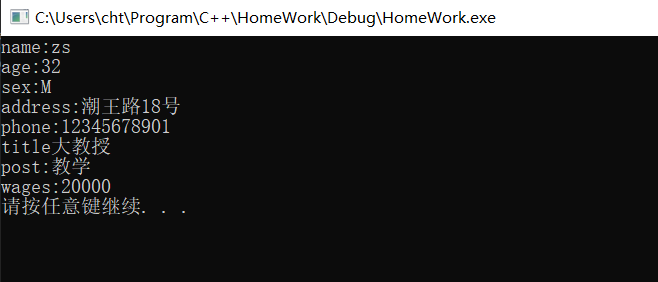 C:\Users\cht\Program\C++\HomeWork\Debug\HomeWork.exe
name:zs
age:32
sex:M
address:潮王路18号
phone:12345678901
title大教授
post:教学
wages:20000
请按任意键继续. . .